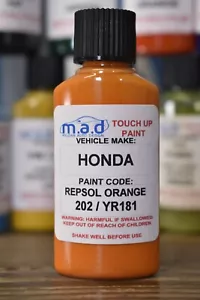 m.a.d
TOUCH UP
PAINT
VEHICLE MAKE:
HONDA
PAINT CODE:
REPSOL ORANGE
202 / YR181
WARNING: HARMFUL IF SWALLOWED
KEEP OUT OF REACH OF CHILDREN.
SHAKE WELL BEFORE USE.